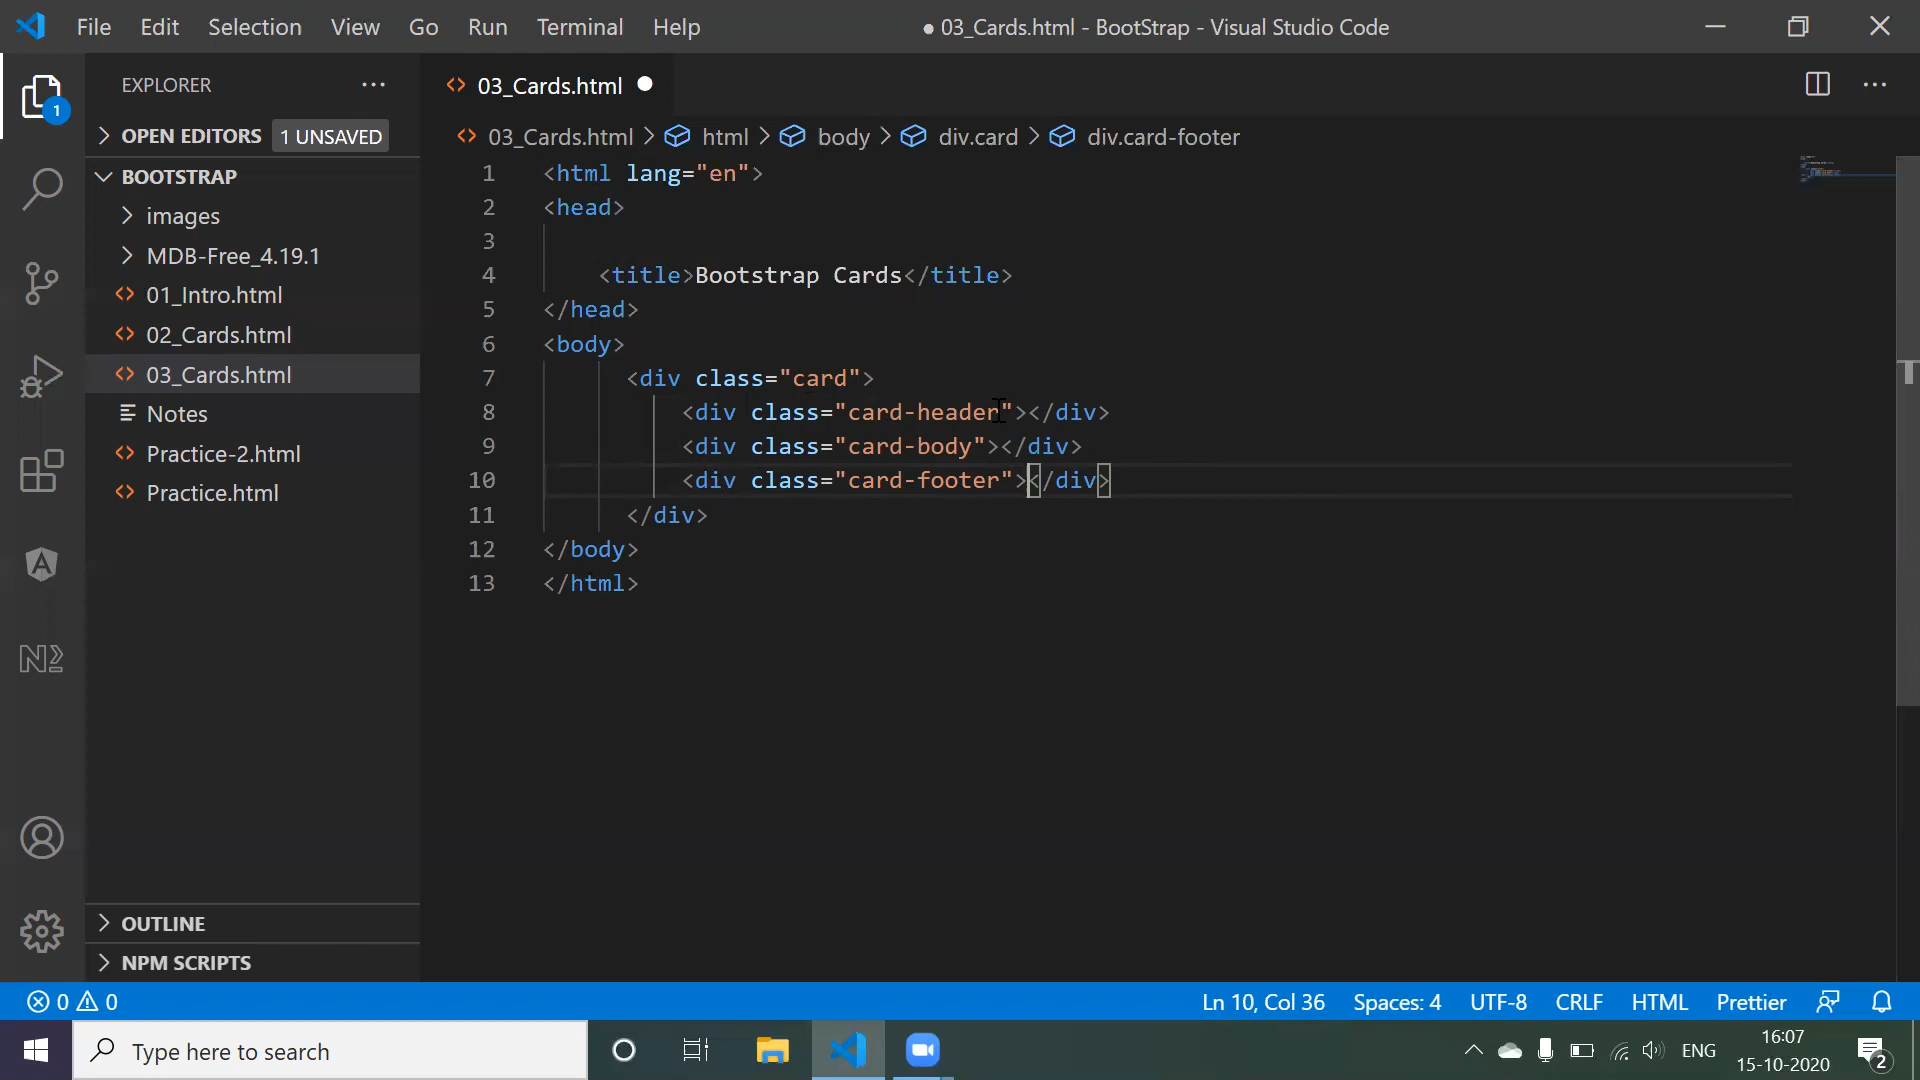 File Edit Selection View Go Run Terminal Help ● 03_Cards.html - BootStrap - Visual Studio Code
EXPLORER
03_Cards.html
1
OPEN EDITORS 1 UNSAVED
03_Cards.html > html > body > div.card > div.card-footer
BOOTSTRAP
images
MDB-Free_4.19.1
01_Intro.html
02_Cards.html
03_Cards.html
Notes
Practice-2.html
Practice.html
1 <html lang="en">
2 <head>
3
4 <title>Bootstrap Cards</title>
5 </head>
6 <body>
7 <div class="card">
8 <div class="card-header"></div>
9 <div class="card-body"></div>
10 <div class="card-footer"></div>
11 </div>
12 </body>
13 </html>
OUTLINE
NPM SCRIPTS
0 0 Ln 10, Col 36 Spaces: 4 UTF-8 CRLF HTML Prettier
Type here to search
ENG
16:07
15-10-2020
2